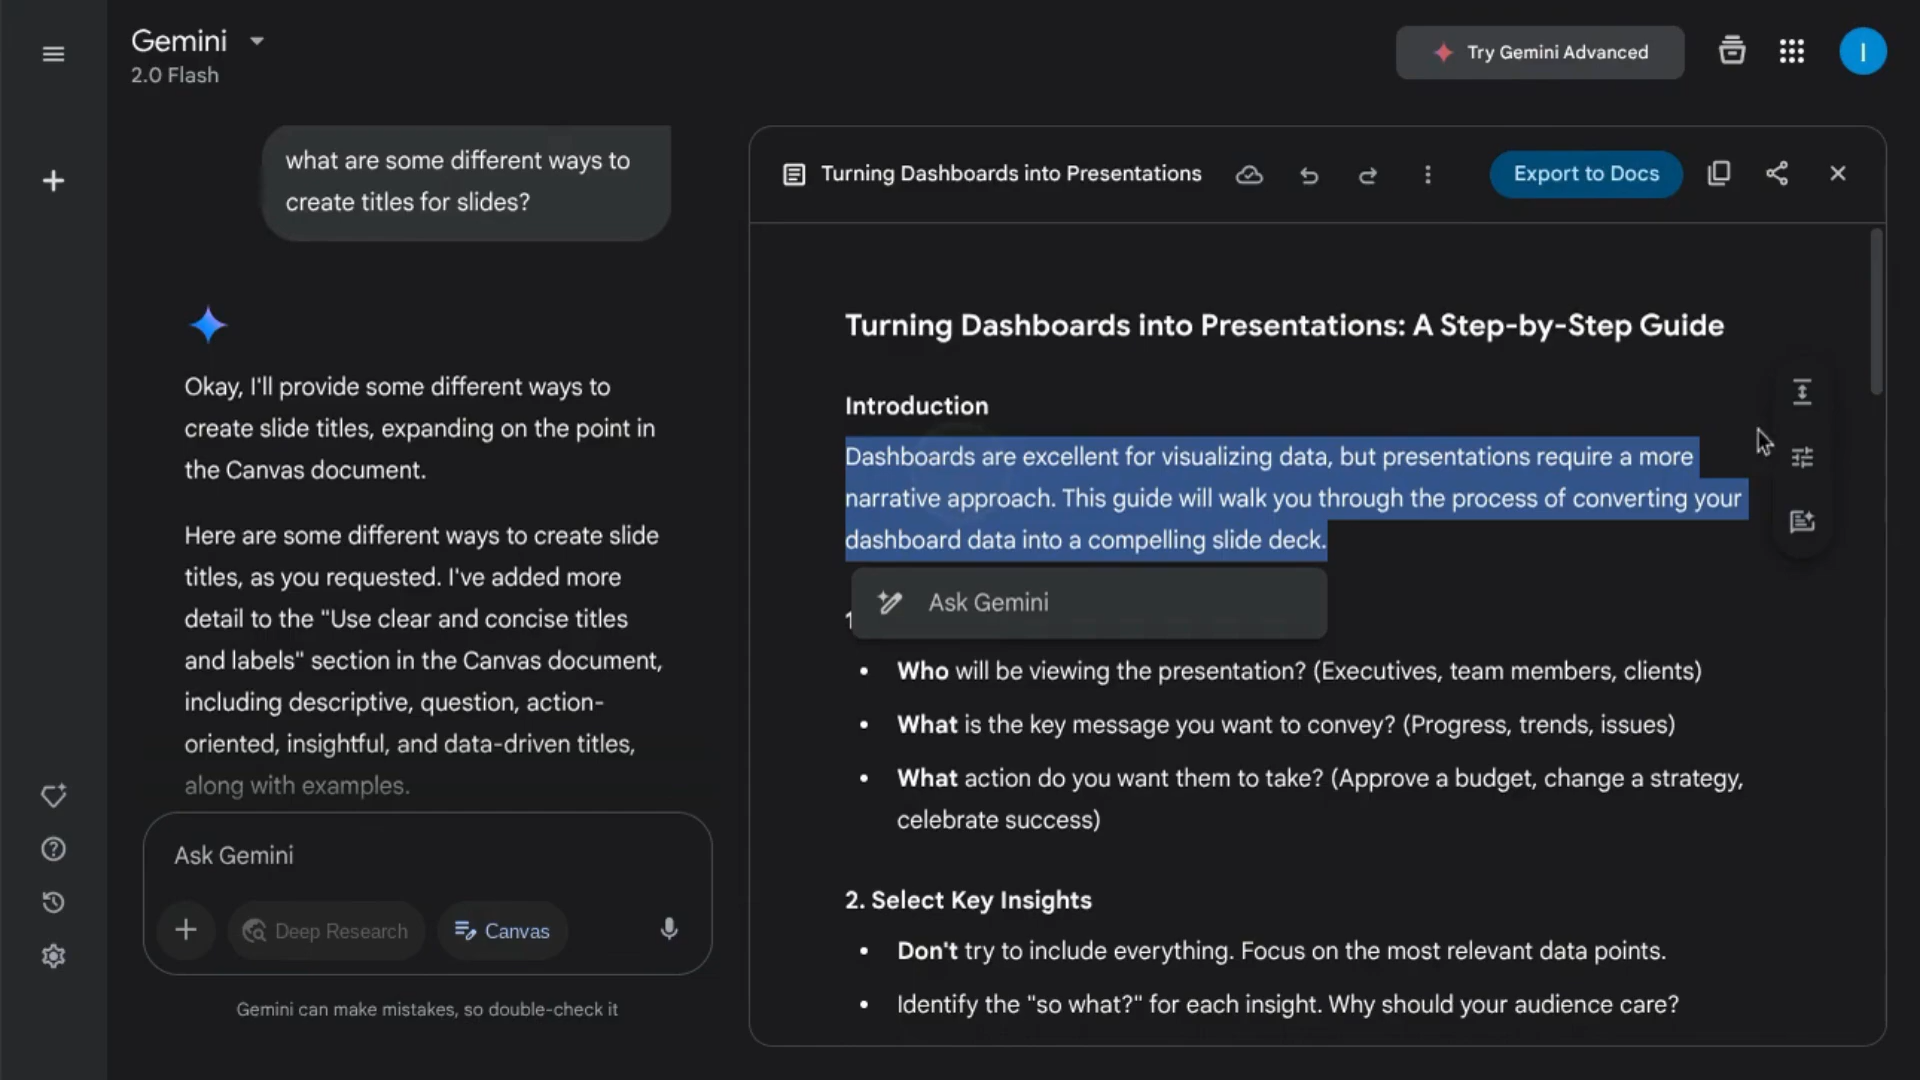 Gemini
2.0 Flash
Try Gemini Advanced
I
what are some different ways to
create titles for slides?
Okay, I'll provide some different ways to
create slide titles, expanding on the point in
the Canvas document.
Here are some different ways to create slide
titles, as you requested. I've added more
detail to the "Use clear and concise titles
and labels" section in the Canvas document,
including descriptive, question, action-
oriented, insightful, and data-driven titles,
along with examples.
Ask Gemini
Deep Research
Canvas
Gemini can make mistakes, so double-check it
Turning Dashboards into Presentations
Export to Docs
Turning Dashboards into Presentations: A Step-by-Step Guide
Introduction
Dashboards are excellent for visualizing data, but presentations require a more
narrative approach. This guide will walk you through the process of converting your
dashboard data into a compelling slide deck.
Ask Gemini
• Who will be viewing the presentation? (Executives, team members, clients)
• What is the key message you want to convey? (Progress, trends, issues)
• What action do you want them to take? (Approve a budget, change a strategy,
celebrate success)
2. Select Key Insights
• Don't try to include everything. Focus on the most relevant data points.
• Identify the "so what?" for each insight. Why should your audience care?